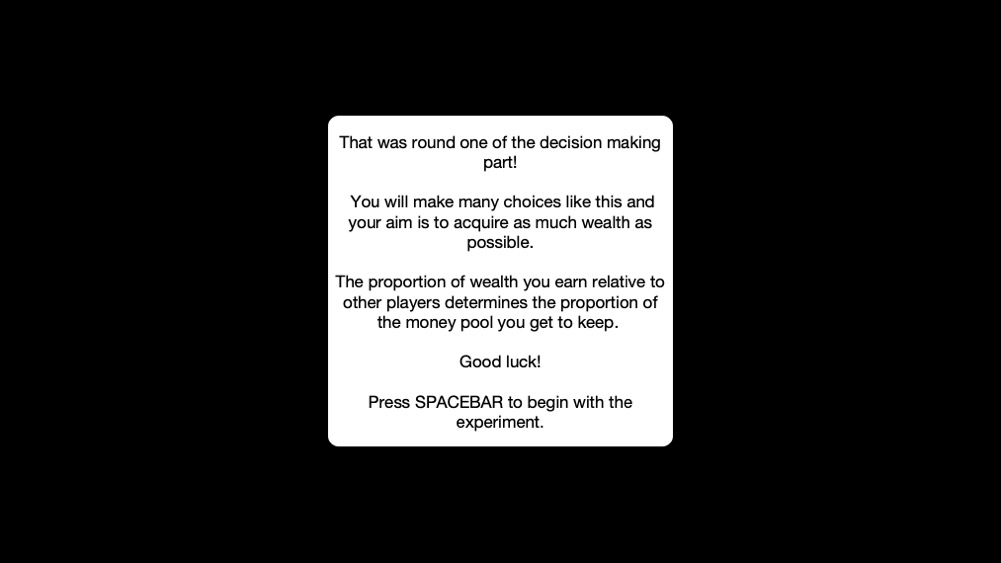 That was round one of the decision making
part!
You will make many choices like this and
your aim is to acquire as much wealth as
possible.
The proportion of wealth you earn relative to
other players determines the proportion of
the money pool you get to keep.
Good luck!
Press SPACEBAR to begin with the
experiment.